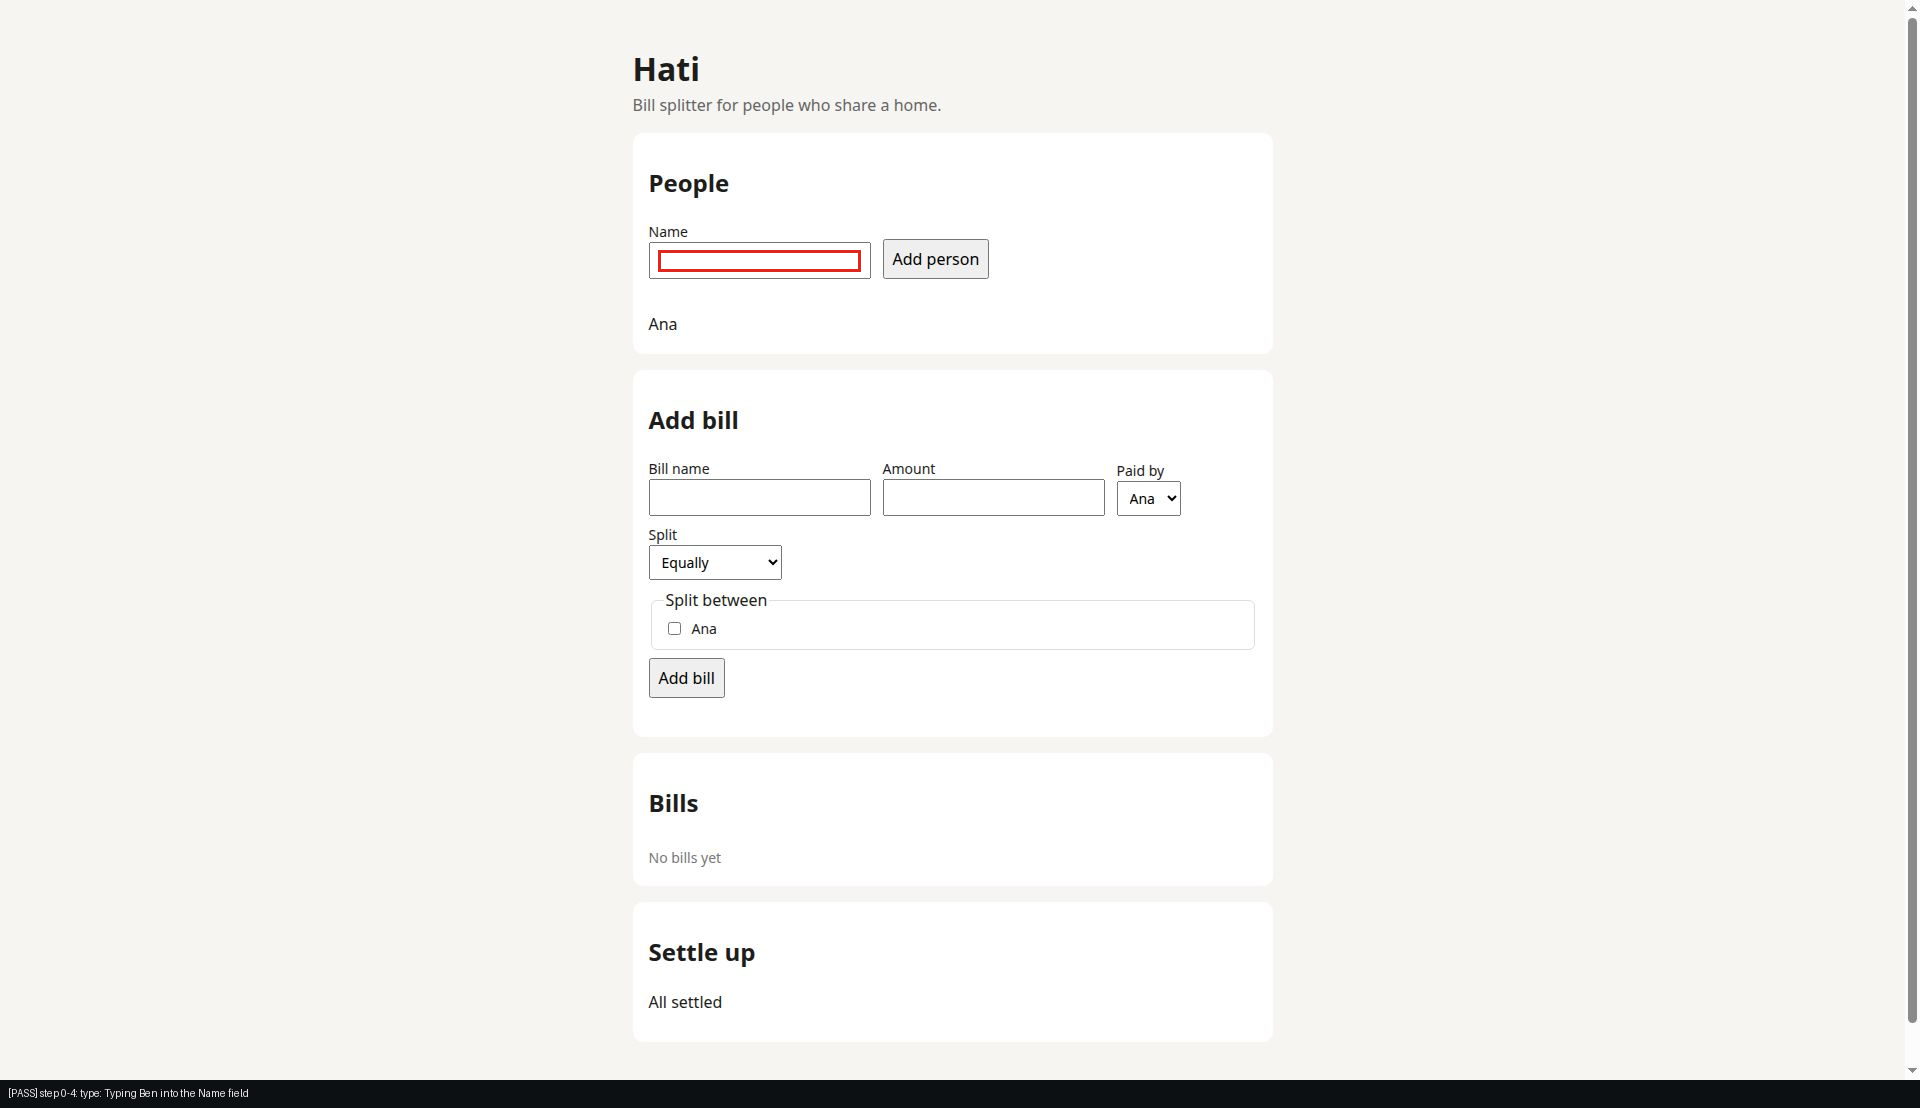 Hati
Bill splitter for people who share a home.
People
Name
Add person
Ana
Add bill
Bill name
Amount
Paid by
Ana
Split
Equally
Split between
Ana
Add bill
Bills
No bills yet
Settle up
All settled
[PASS] step 0-4: type: Typing Ben into the Name field